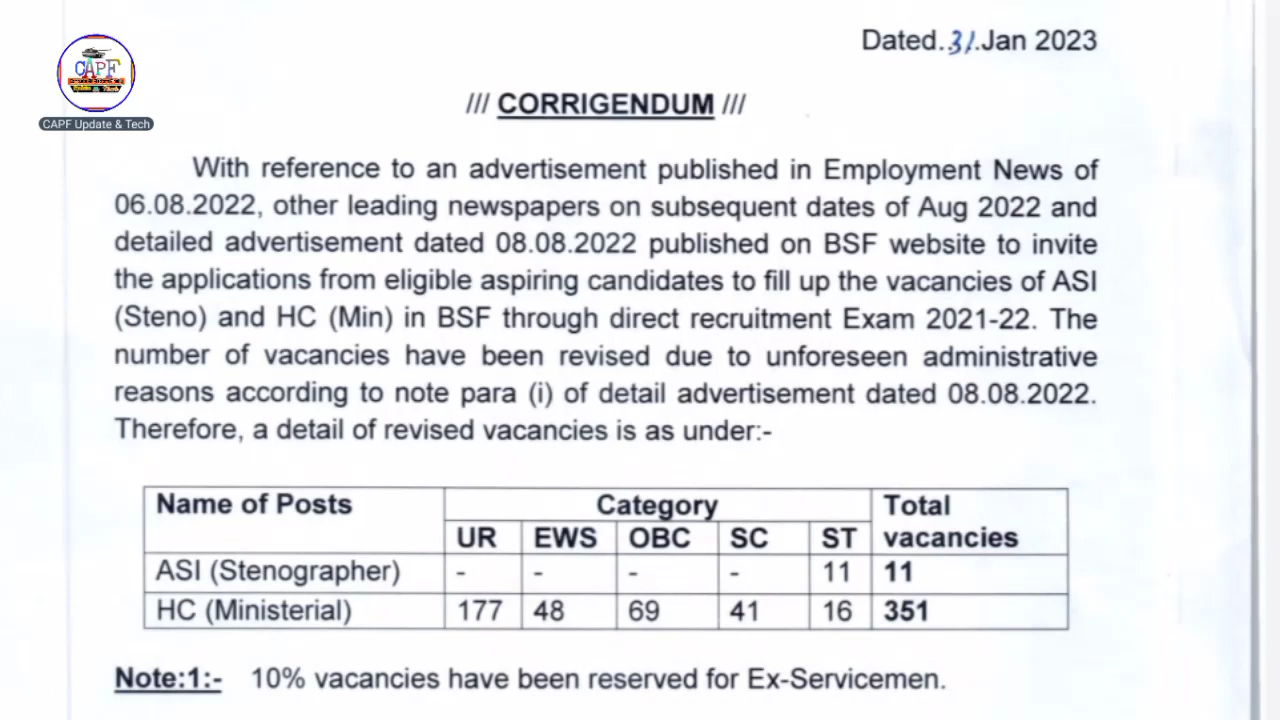 Dated.31.Jan 2023
CAPF
CAPF Update & Tech
/// CORRIGENDUM ///
With reference to an advertisement published in Employment News of
06.08.2022, other leading newspapers on subsequent dates of Aug 2022 and
detailed advertisement dated 08.08.2022 published on BSF website to invite
the applications from eligible aspiring candidates to fill up the vacancies of ASI
(Steno) and HC (Min) in BSF through direct recruitment Exam 2021-22. The
number of vacancies have been revised due to unforeseen administrative
reasons according to note para (i) of detail advertisement dated 08.08.2022.
Therefore, a detail of revised vacancies is as under:-
Name of Posts Category Total
UR EWS OBC SC ST vacancies
ASI (Stenographer) - - - - 11 11
HC (Ministerial) 177 48 69 41 16 351
Note:1:- 10% vacancies have been reserved for Ex-Servicemen.